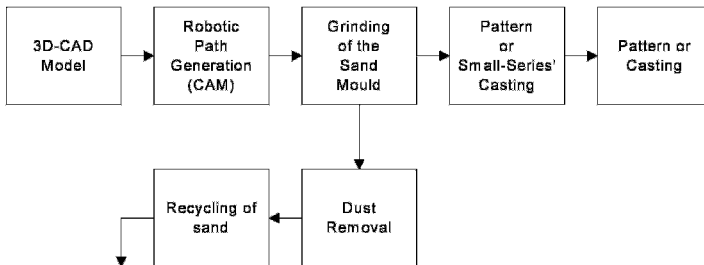 3D-CAD
Model
Robotic
Path
Generation
(CAM)
Grinding
of the
Sand
Mould
Pattern
or
Small-Series'
Casting
Pattern or
Casting
Recycling of
sand
Dust
Removal